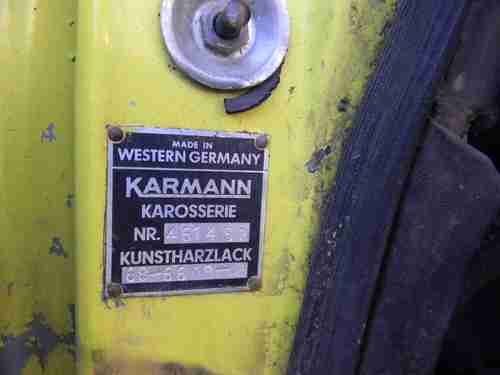 MADE IN
WESTERN GERMANY
KARMANN
KAROSSERIE
NR.
KUNSTHARZLACK